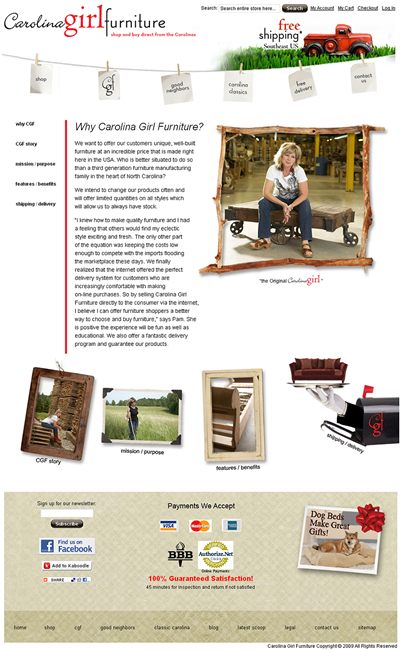 Carolina girl furniture
shop and buy direct from the Carolinas
Search: Search entire store here... Search My Account My Cart Checkout Log In
free
shipping*
Southeast US
shop
cgf
good
neighbors
carolina
classics
free
delivery
contact
us
why CGF
CGF story
mission / purpose
features / benefits
shipping / delivery
Why Carolina Girl Furniture?
We want to offer our customers unique, well-built
furniture at an incredible price that is made right
here in the USA. Who is better situated to do so
than a third generation furniture manufacturing
family in the heart of North Carolina?
We intend to change our products often and
will offer limited quantities on all styles which
will allow us to always have stock.
"I knew how to make quality furniture and I had
a feeling that others would find my eclectic
style exciting and fresh. The only other part
of the equation was keeping the costs low
enough to compete with the imports flooding
the marketplace these days. We finally
realized that the internet offered the perfect
delivery system for customers who are
increasingly comfortable with making
on-line purchases. So by selling Carolina Girl
Furniture directly to the consumer via the internet,
I believe I can offer furniture shoppers a better
way to choose and buy furniture," says Pam. She
is positive the experience will be fun as well as
educational. We also offer a fantastic delivery
program and guarantee our products.
"the Original Carolina girl"
CGF story
mission / purpose
features / benefits
cgf
shipping / delivery
Sign up for our newsletter:
Subscribe
Find us on
Facebook
Add to Kaboodle
SHARE
Payments We Accept
VISA
MasterCard
BBB
Authorize.Net
Online Payments
100% Guaranteed Satisfaction!
45 minutes for Inspection and return if not satisfied
Dog Beds
Make Great
Gifts!
home shop cgf good neighbors classic carolina blog latest scoop legal contact us sitemap
Carolina Girl Furniture Copyright © 2009 All Rights Reserved